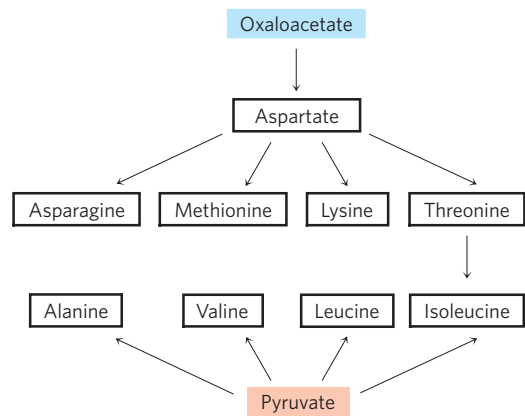 Oxaloacetate
Aspartate
Asparagine
Methionine
Lysine
Threonine
Alanine
Valine
Leucine
Isoleucine
Pyruvate